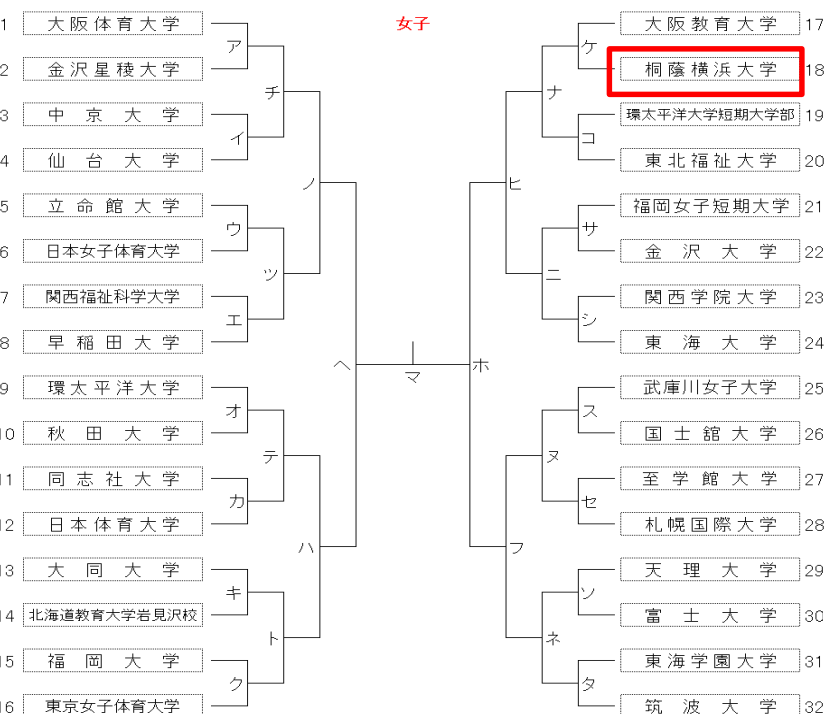 女子
1 大阪体育大学
ア
2 金沢星稜大学
チ
3 中京大学
イ
4 仙台大学
ノ
5 立命館大学
ウ
6 日本女子体育大学
ツ
7 関西福祉科学大学
エ
8 早稲田大学
ヘ
9 環太平洋大学
オ
10 秋田大学
テ
11 同志社大学
カ
12 日本体育大学
ハ
13 大同大学
キ
14 北海道教育大学岩見沢校
ト
15 福岡大学
ク
16 東京女子体育大学
マ
大阪教育大学 17
ケ
桐蔭横浜大学 18
ナ
環太平洋大学短期大学部 19
コ
東北福祉大学 20
ヒ
福岡女子短期大学 21
サ
金沢大学 22
ニ
関西学院大学 23
シ
東海大学 24
ホ
武庫川女子大学 25
ス
国士舘大学 26
ヌ
至学館大学 27
セ
札幌国際大学 28
フ
天理大学 29
ソ
富士大学 30
ネ
東海学園大学 31
タ
筑波大学 32